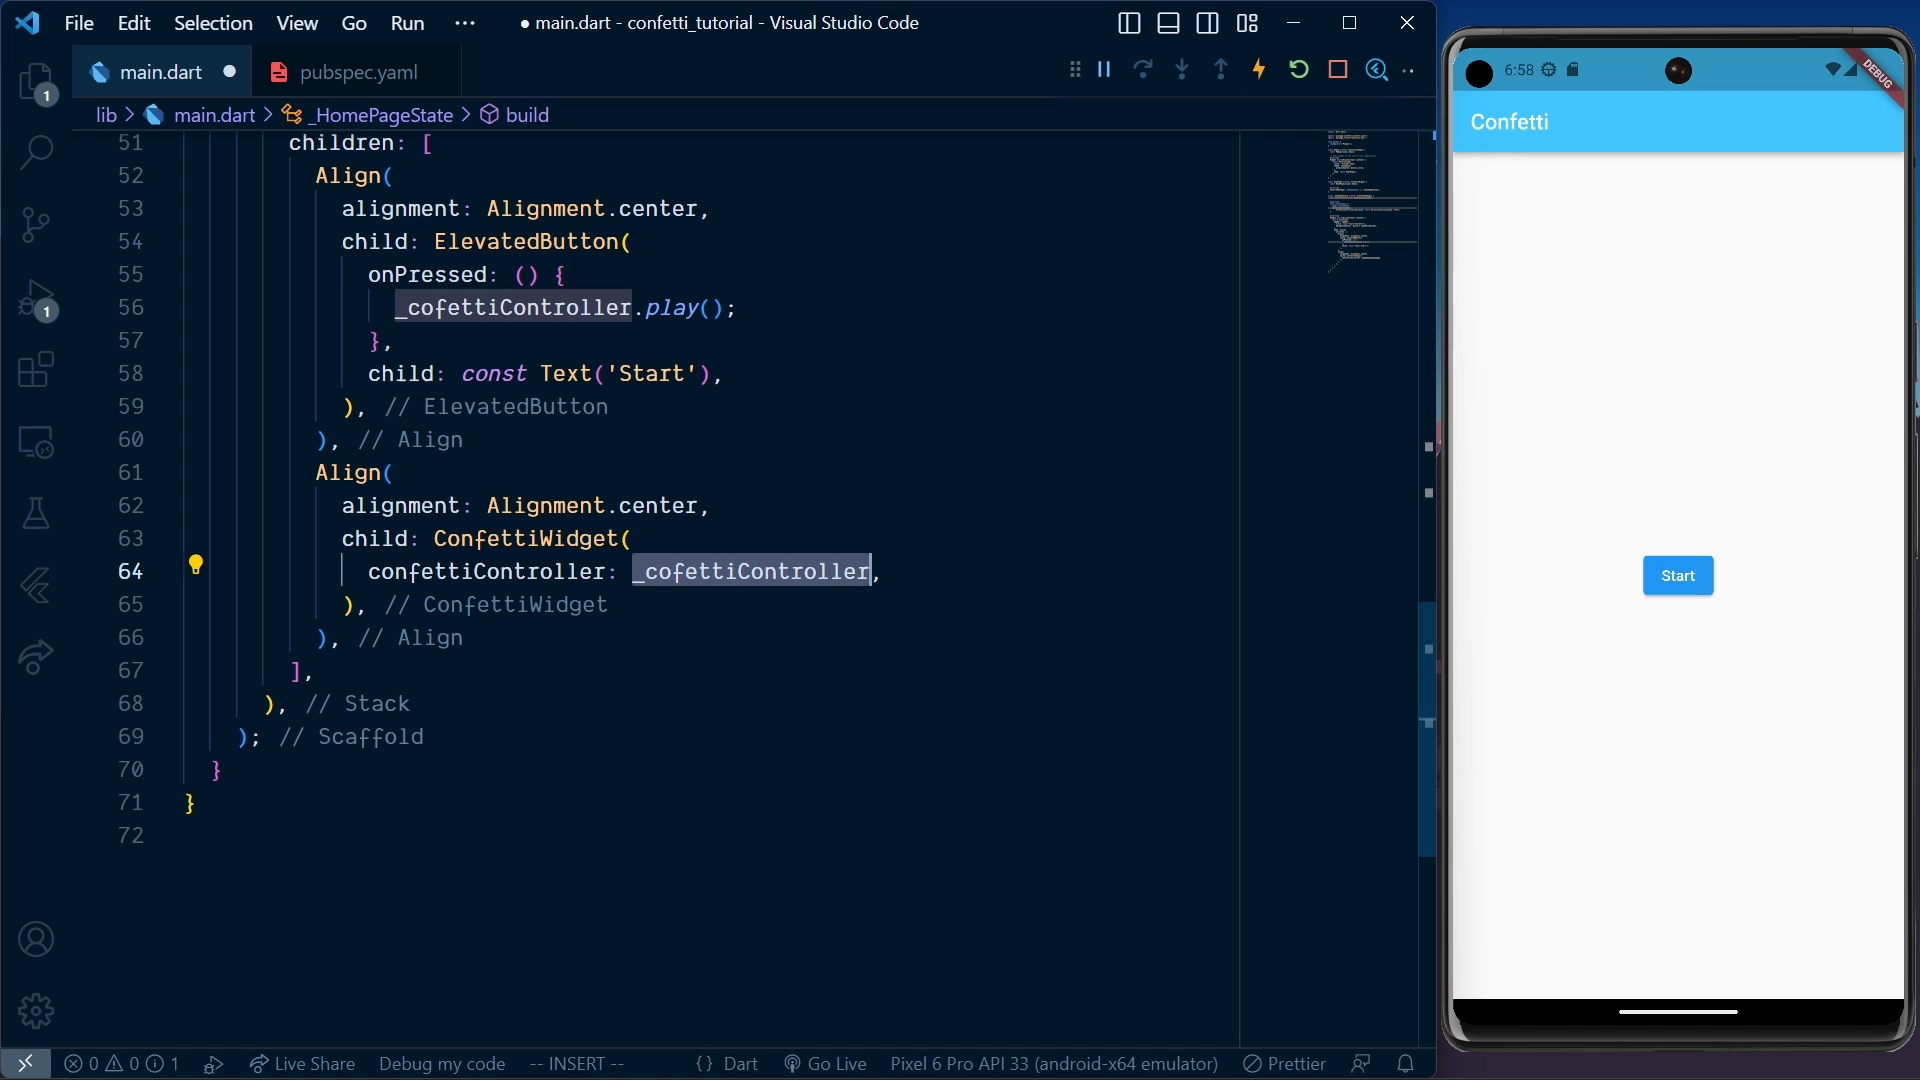 File Edit Selection View Go Run ··· ● main.dart - confetti_tutorial - Visual Studio Code
main.dart ● pubspec.yaml
1
lib > main.dart > _HomePageState > build
51 children: [
52 Align(
53 alignment: Alignment.center,
54 child: ElevatedButton(
55 onPressed: () {
56 _cofettiController.play();
57 },
58 child: const Text('Start'),
59 ), // ElevatedButton
60 ), // Align
61 Align(
62 alignment: Alignment.center,
63 child: ConfettiWidget(
64 confettiController: _cofettiController,
65 ), // ConfettiWidget
66 ), // Align
67 ],
68 ), // Stack
69 ); // Scaffold
70 }
71 }
72
1
0 0 1 Live Share Debug my code -- INSERT -- {} Dart Go Live Pixel 6 Pro API 33 (android-x64 emulator) Prettier
6:58
DEBUG
Confetti
Start